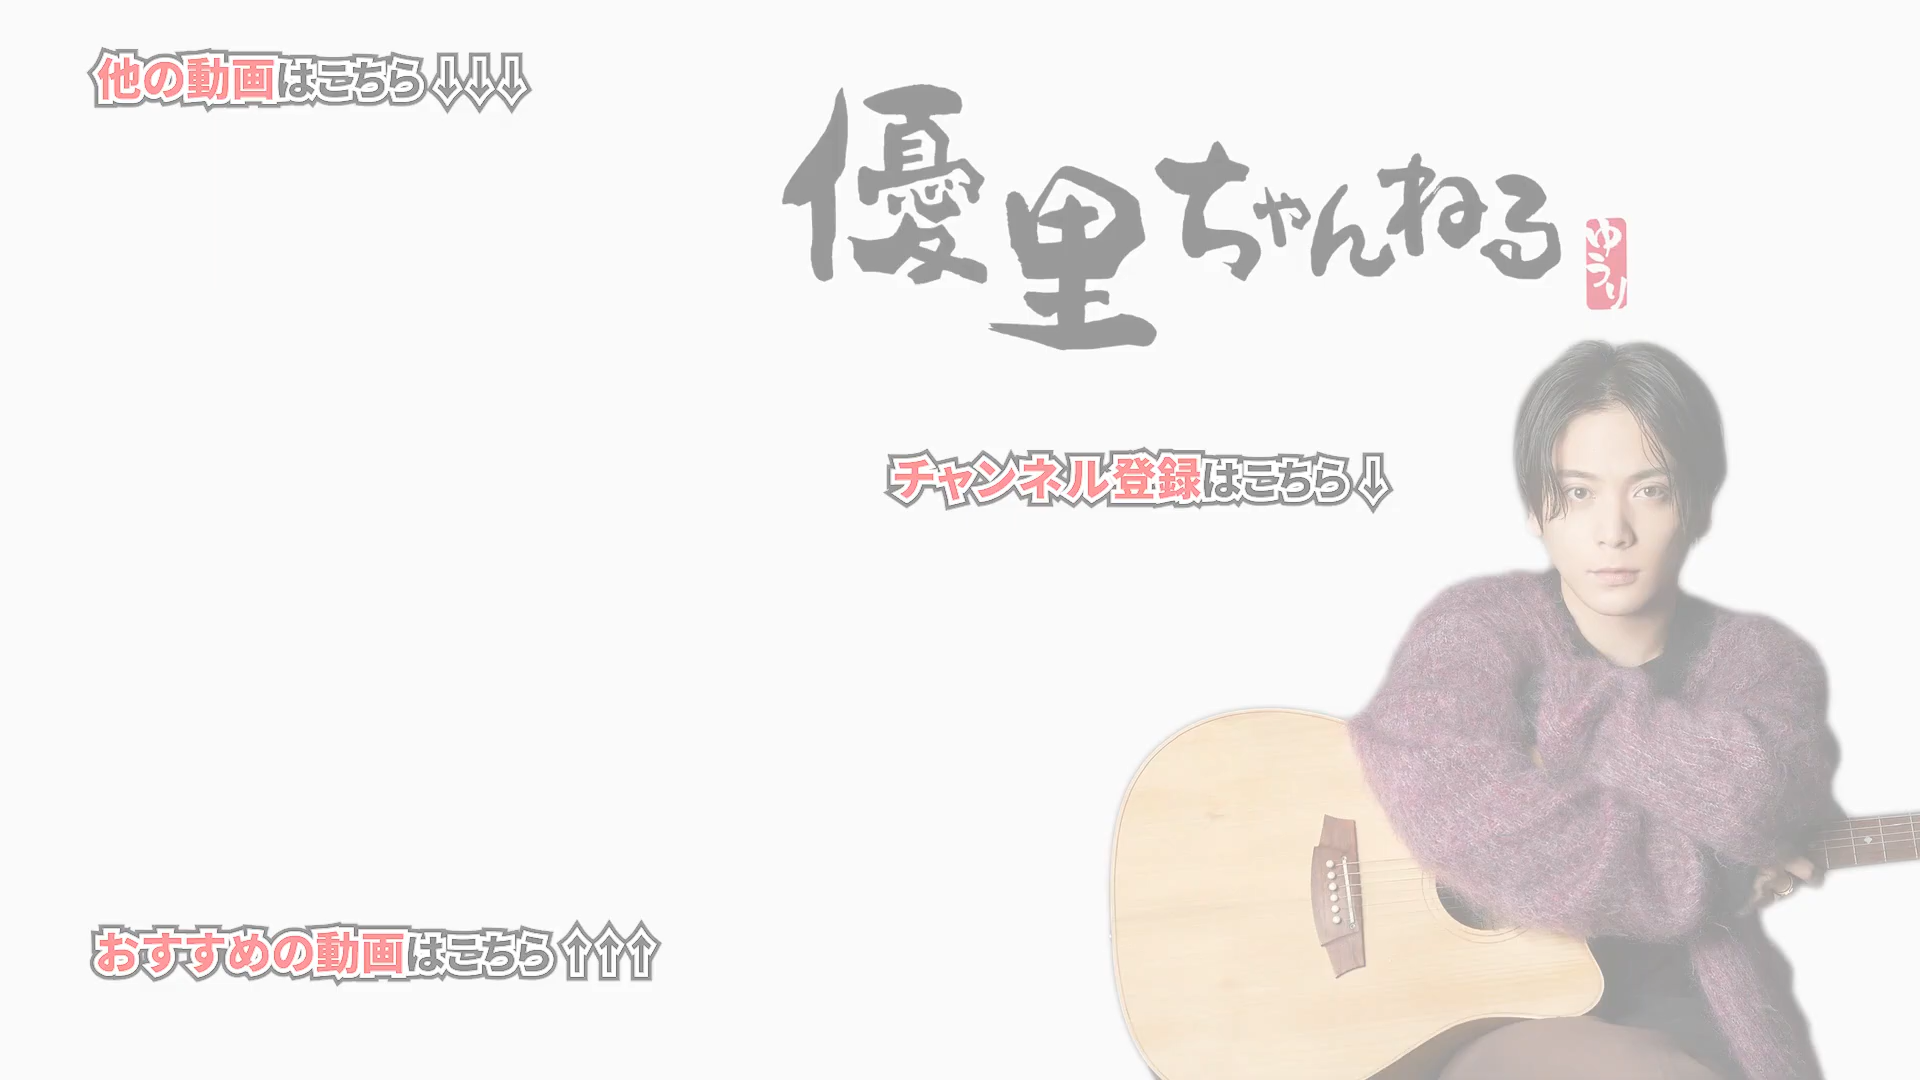 他の動画はこちら↓↓↓
優里ちゃんねる
ゆうり
チャンネル登録はこちら↓
おすすめの動画はこちら↑↑↑